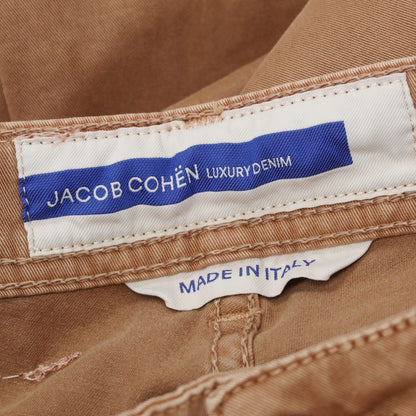 JACOB COHËN LUXURY DENIM
MADE IN ITALY